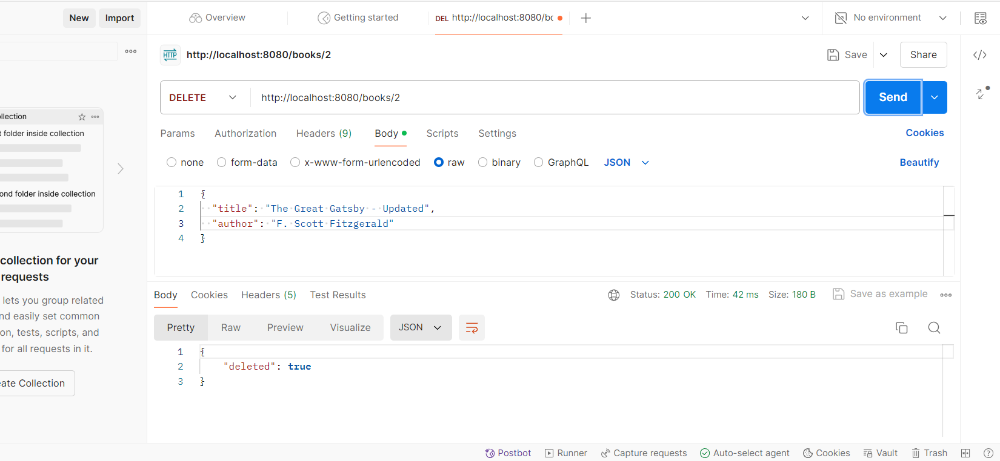 New
Import
Overview
Getting started
DEL http://localhost:8080/bo
No environment
HTTP http://localhost:8080/books/2
Save
Share
DELETE
http://localhost:8080/books/2
Send
Params
Authorization
Headers (9)
Body
Scripts
Settings
Cookies
none
form-data
x-www-form-urlencoded
raw
binary
GraphQL
JSON
Beautify
1 {
2 "title": "The Great Gatsby - Updated",
3 "author": "F. Scott Fitzgerald"
4 }
llection
t folder inside collection
ond folder inside collection
collection for your
requests
lets you group related
nd easily set common
on, tests, scripts, and
for all requests in it.
ate Collection
Body
Cookies
Headers (5)
Test Results
Status: 200 OK
Time: 42 ms
Size: 180 B
Save as example
Pretty
Raw
Preview
Visualize
JSON
1 {
2 "deleted": true
3 }
Postbot
Runner
Capture requests
Auto-select agent
Cookies
Vault
Trash